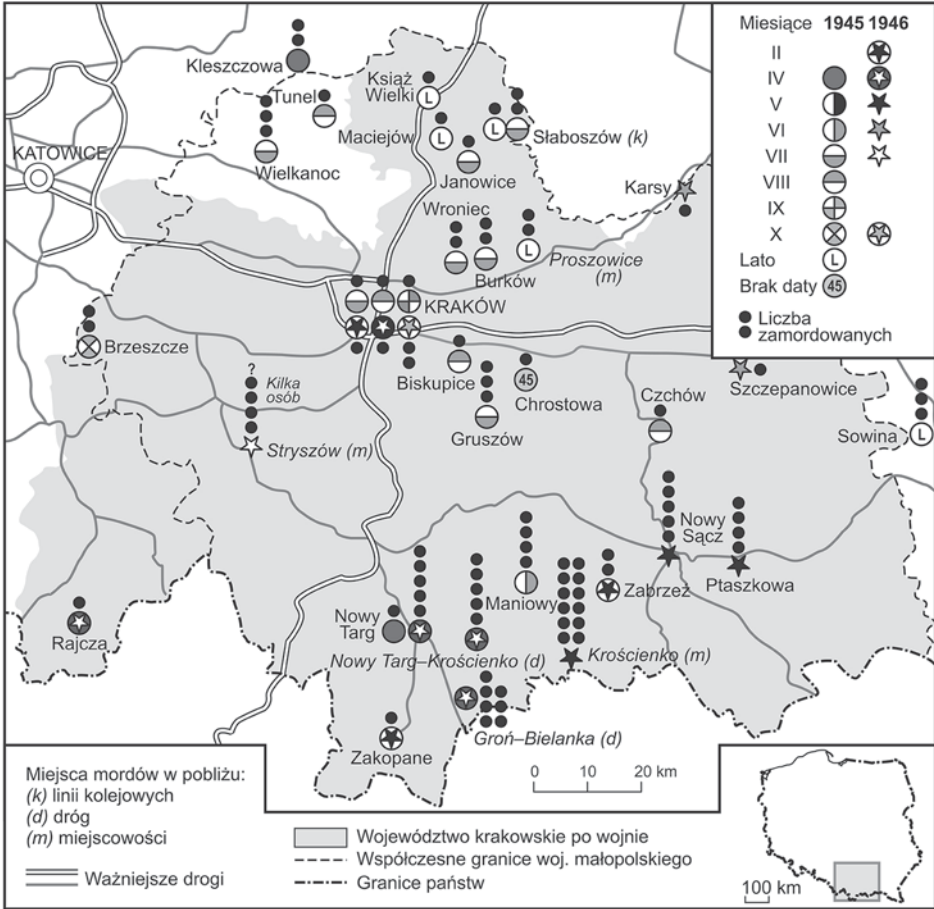 Miesiące 1945 1946
II
IV
V
VI
VII
VIII
IX
X
Lato L
Brak daty 45
Liczba
zamordowanych
Kleszczowa
Tunel
Wielkanoc
KATOWICE
Książ
Wielki
L
Maciejów
L
L
Słaboszów (k)
Janowice
Karsy
Wroniec
Burków
L
Proszowice
(m)
KRAKÓW
Brzeszcze
?
Kilka
osób
Stryszów (m)
Biskupice
45
Chrostowa
Gruszów
Czchów
Szczepanowice
Sowina
L
Nowy
Sącz
Ptaszkowa
Rajcza
Nowy
Targ
Maniowy
Zabrzeż
Nowy Targ–Krościenko (d)
Krościenko (m)
Groń–Bielanka (d)
Zakopane
0 10 20 km
Miejsca mordów w pobliżu:
(k) linii kolejowych
(d) dróg
(m) miejscowości
Ważniejsze drogi
Województwo krakowskie po wojnie
Współczesne granice woj. małopolskiego
Granice państw
100 km